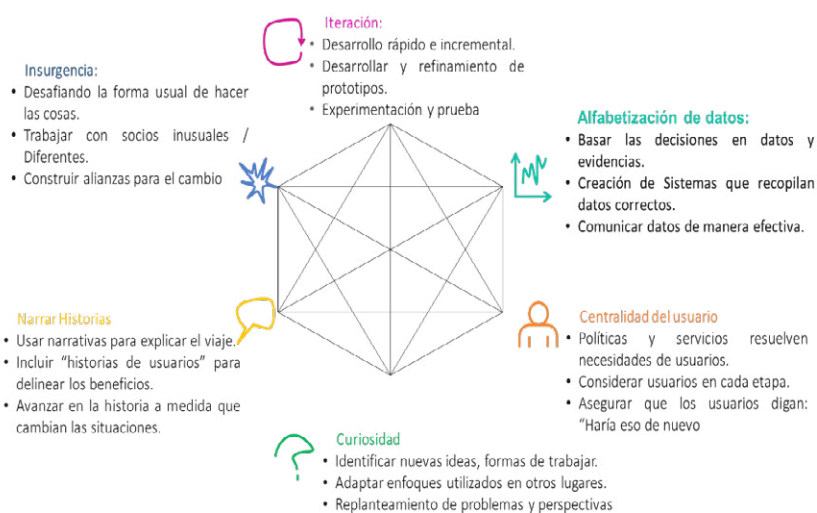 Iteración:
• Desarrollo rápido e incremental.
• Desarrollar y refinamiento de
prototipos.
• Experimentación y prueba
Insurgencia:
• Desafiando la forma usual de hacer
las cosas.
• Trabajar con socios inusuales /
Diferentes.
• Construir alianzas para el cambio
Alfabetización de datos:
• Basar las decisiones en datos y
evidencias.
• Creación de Sistemas que recopilan
datos correctos.
• Comunicar datos de manera efectiva.
Narrar Historias
• Usar narrativas para explicar el viaje.
• Incluir “historias de usuarios” para
delinear los beneficios.
• Avanzar en la historia a medida que
cambian las situaciones.
Centralidad del usuario
• Políticas y servicios resuelven
necesidades de usuarios.
• Considerar usuarios en cada etapa.
• Asegurar que los usuarios digan:
“Haría eso de nuevo
Curiosidad
• Identificar nuevas ideas, formas de trabajar.
• Adaptar enfoques utilizados en otros lugares.
• Replanteamiento de problemas y perspectivas